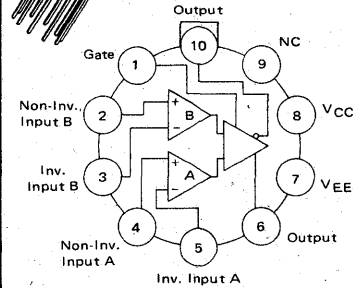 Output
10
Gate
1
NC
9
Non-Inv.
Input B
2
+
−
B
8
VCC
Inv.
Input B
3
+
−
A
7
VEE
Non-Inv.
Input A
4
5
6
Output
Inv. Input A